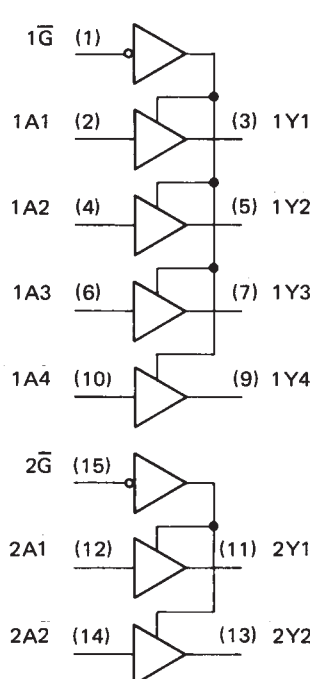 1G̅ (1)
1A1 (2) (3) 1Y1
1A2 (4) (5) 1Y2
1A3 (6) (7) 1Y3
1A4 (10) (9) 1Y4
2G̅ (15)
2A1 (12) (11) 2Y1
2A2 (14) (13) 2Y2